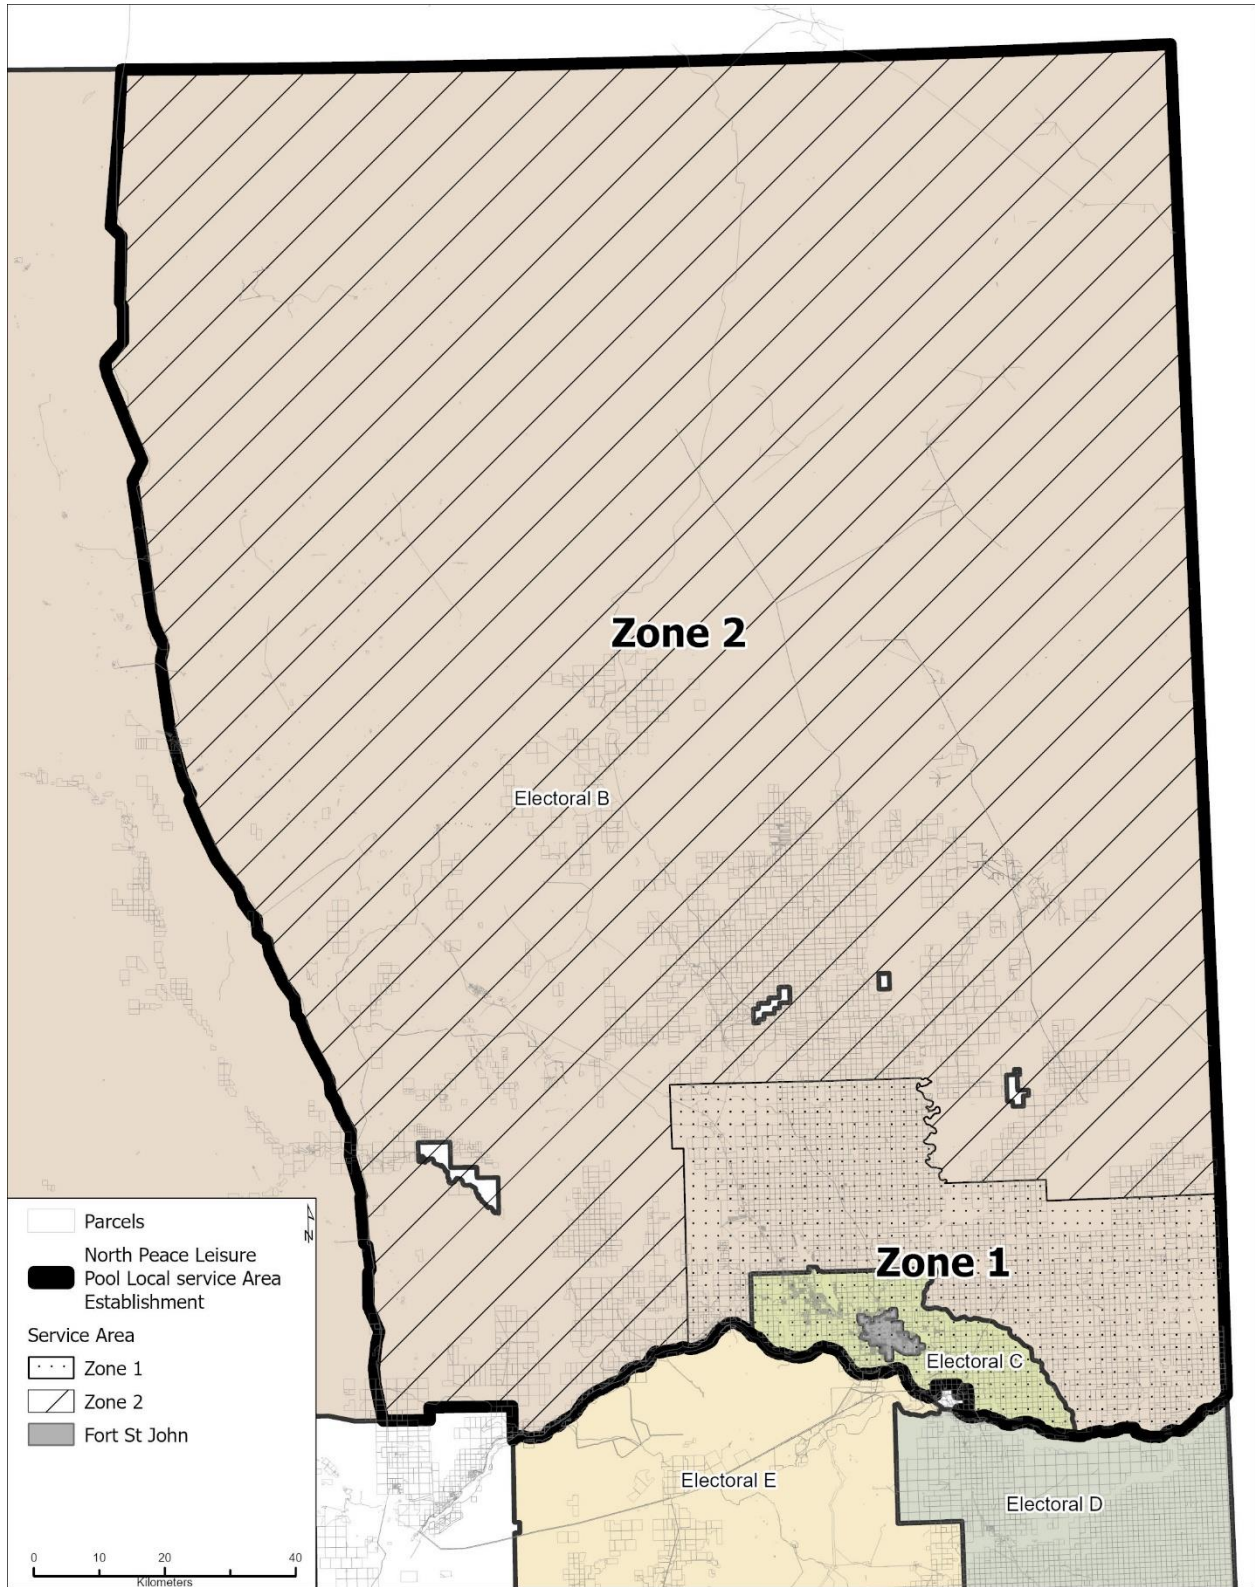 Zone 2
Electoral B
Zone 1
Electoral C
Electoral E
Electoral D
Parcels
N
North Peace Leisure
Pool Local service Area
Establishment
Service Area
Zone 1
Zone 2
Fort St John
0 10 20 40
Kilometers